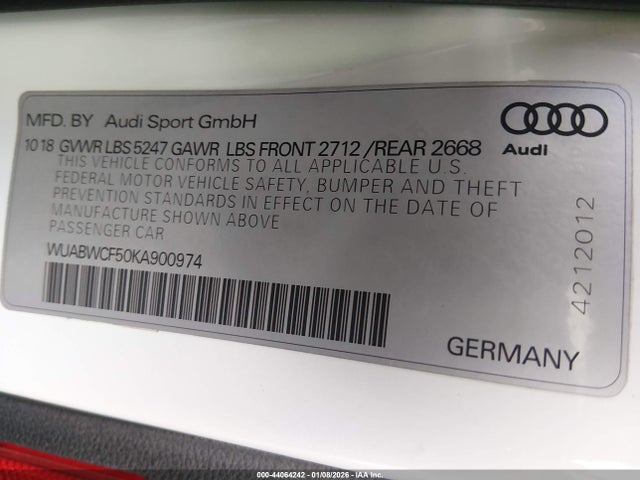 MFD. BY Audi Sport GmbH
10 18 GVWR LBS 5247 GAWR LBS FRONT 2712 /REAR 2668
THIS VEHICLE CONFORMS TO ALL APPLICABLE U.S.
FEDERAL MOTOR VEHICLE SAFETY, BUMPER AND THEFT
PREVENTION STANDARDS IN EFFECT ON THE DATE OF
MANUFACTURE SHOWN ABOVE
PASSENGER CAR
WUABWCF50KA900974
Audi
4212012
GERMANY
000-44064242 - 01/08/2026 - IAA Inc.